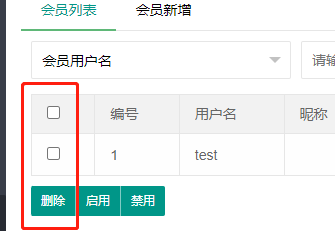 会员列表 会员新增
会员用户名
编号 用户名 昵称
1 test
删除 启用 禁用